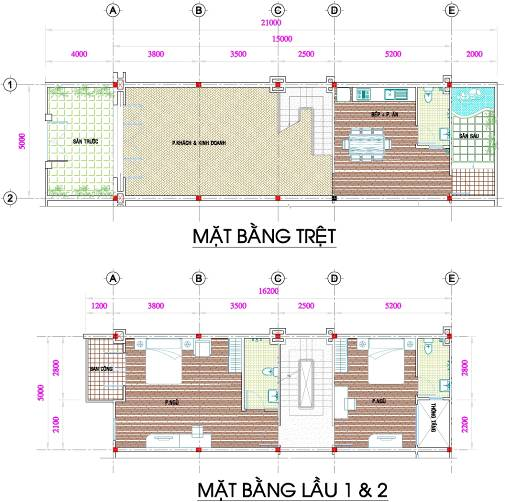 A B C D E
21000
15000
4000 3800 3500 2500 5200 2000
1
5000
2
SÂN TRƯỚC
P.KHÁCH & KINH DOANH
BẾP + P. ĂN
SÂN SAU
MẶT BẰNG TRỆT
A B C D E
16200
1200 3800 3500 2500 5200
5000
2800
2100
BAN CÔNG
P.NGỦ
P.NGỦ
THÔNG TẦNG
2800
2200
MẶT BẰNG LẦU 1 & 2